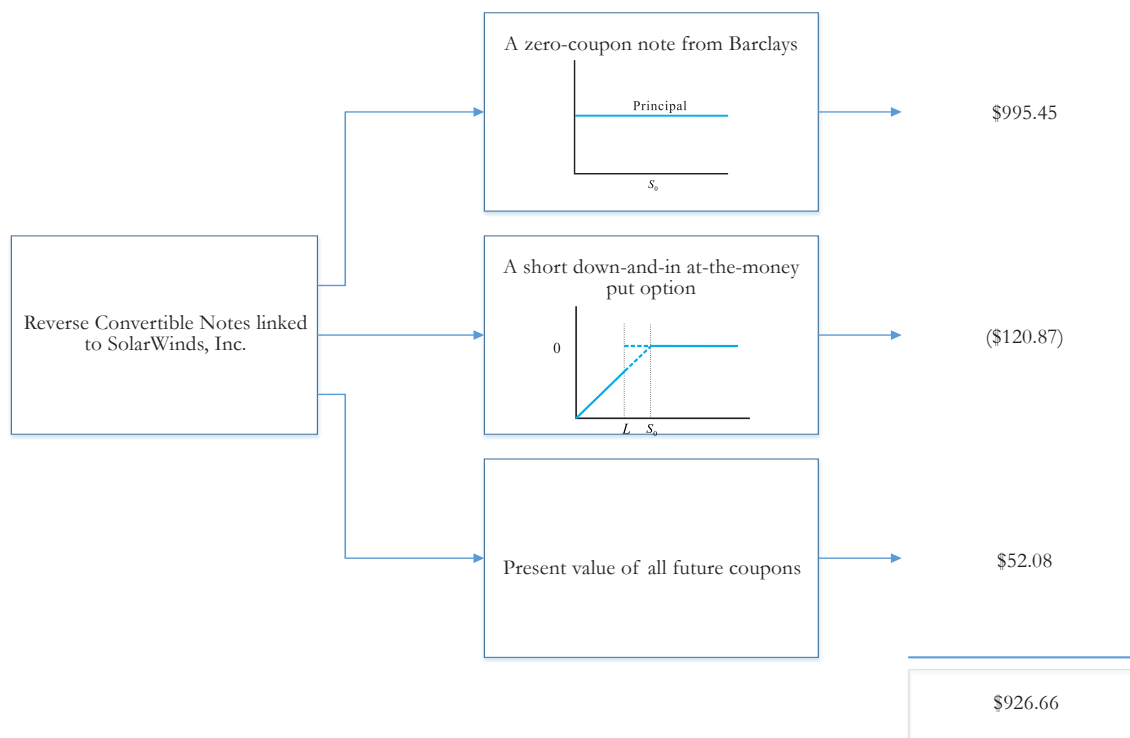 A zero-coupon note from Barclays
Principal
S₀
$995.45
Reverse Convertible Notes linked
to SolarWinds, Inc.
A short down-and-in at-the-money
put option
0
L S₀
($120.87)
Present value of all future coupons
$52.08
$926.66